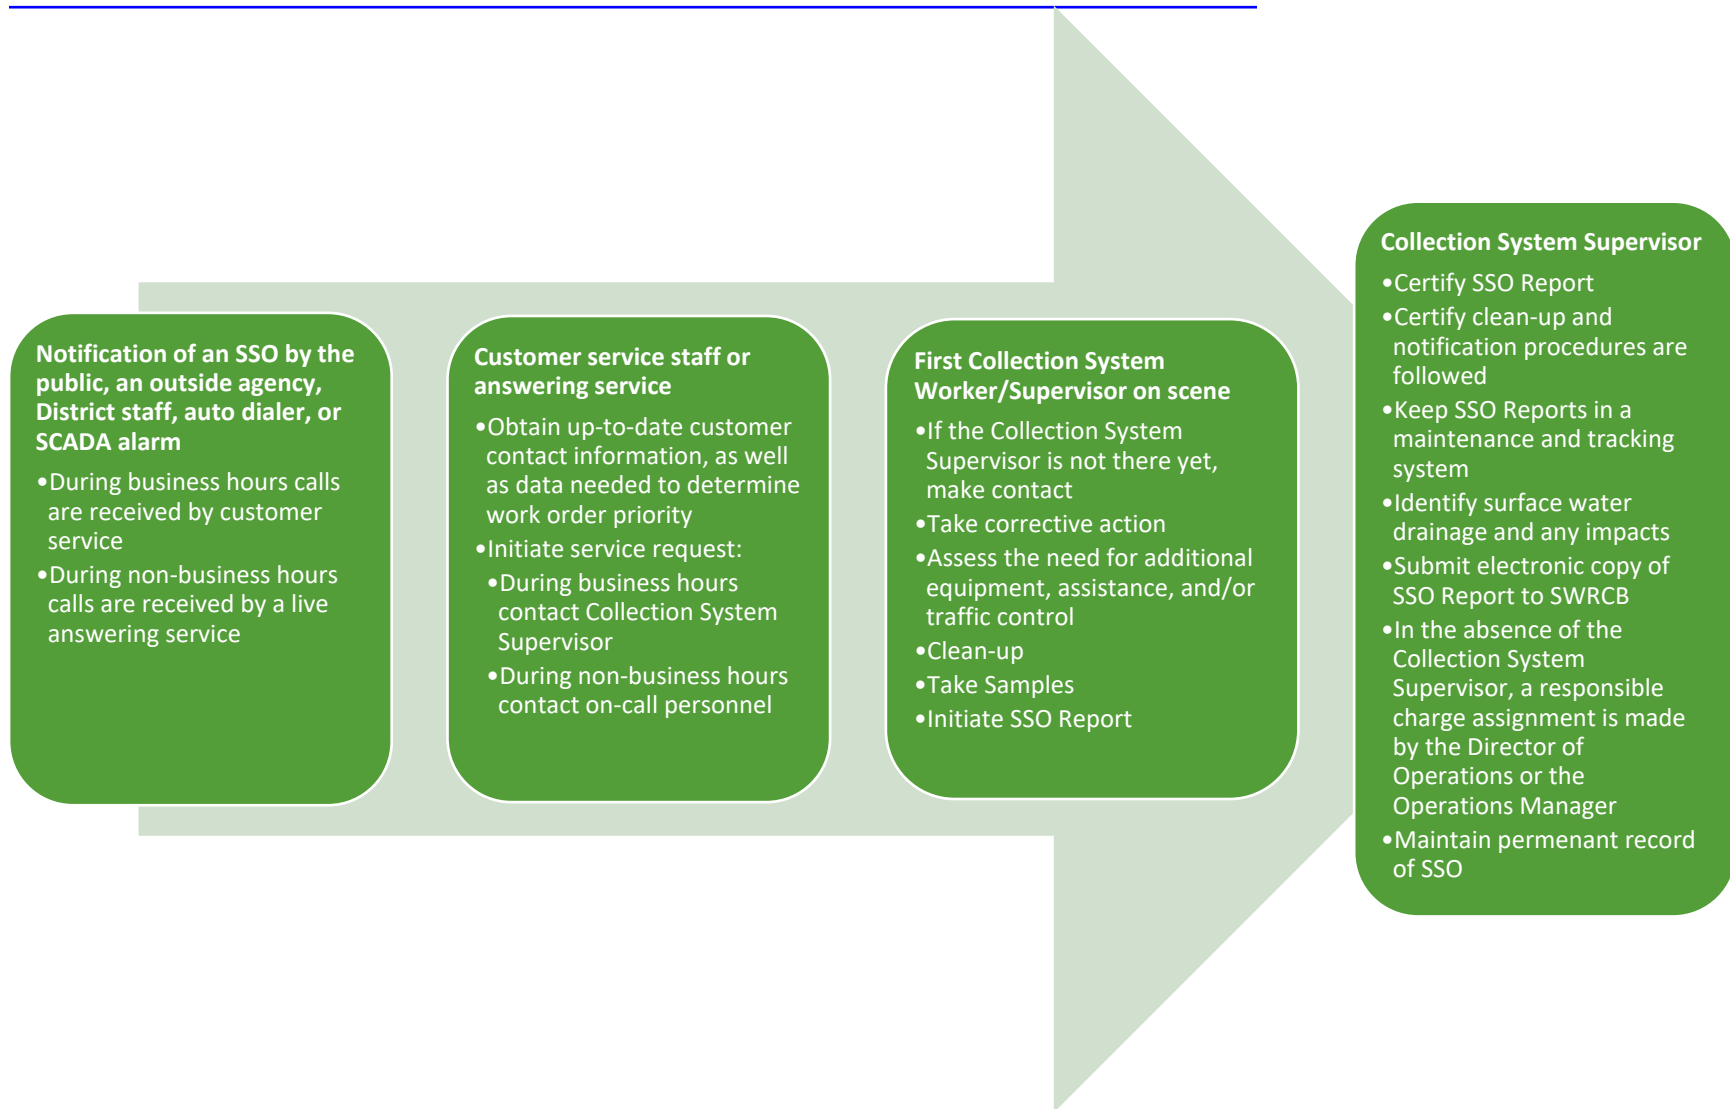 Notification of an SSO by the
public, an outside agency,
District staff, auto dialer, or
SCADA alarm
•During business hours calls
are received by customer
service
•During non-business hours
calls are received by a live
answering service
Customer service staff or
answering service
•Obtain up-to-date customer
contact information, as well
as data needed to determine
work order priority
•Initiate service request:
•During business hours
contact Collection System
Supervisor
•During non-business hours
contact on-call personnel
First Collection System
Worker/Supervisor on scene
•If the Collection System
Supervisor is not there yet,
make contact
•Take corrective action
•Assess the need for additional
equipment, assistance, and/or
traffic control
•Clean-up
•Take Samples
•Initiate SSO Report
Collection System Supervisor
•Certify SSO Report
•Certify clean-up and
notification procedures are
followed
•Keep SSO Reports in a
maintenance and tracking
system
•Identify surface water
drainage and any impacts
•Submit electronic copy of
SSO Report to SWRCB
•In the absence of the
Collection System
Supervisor, a responsible
charge assignment is made
by the Director of
Operations or the
Operations Manager
•Maintain permenant record
of SSO